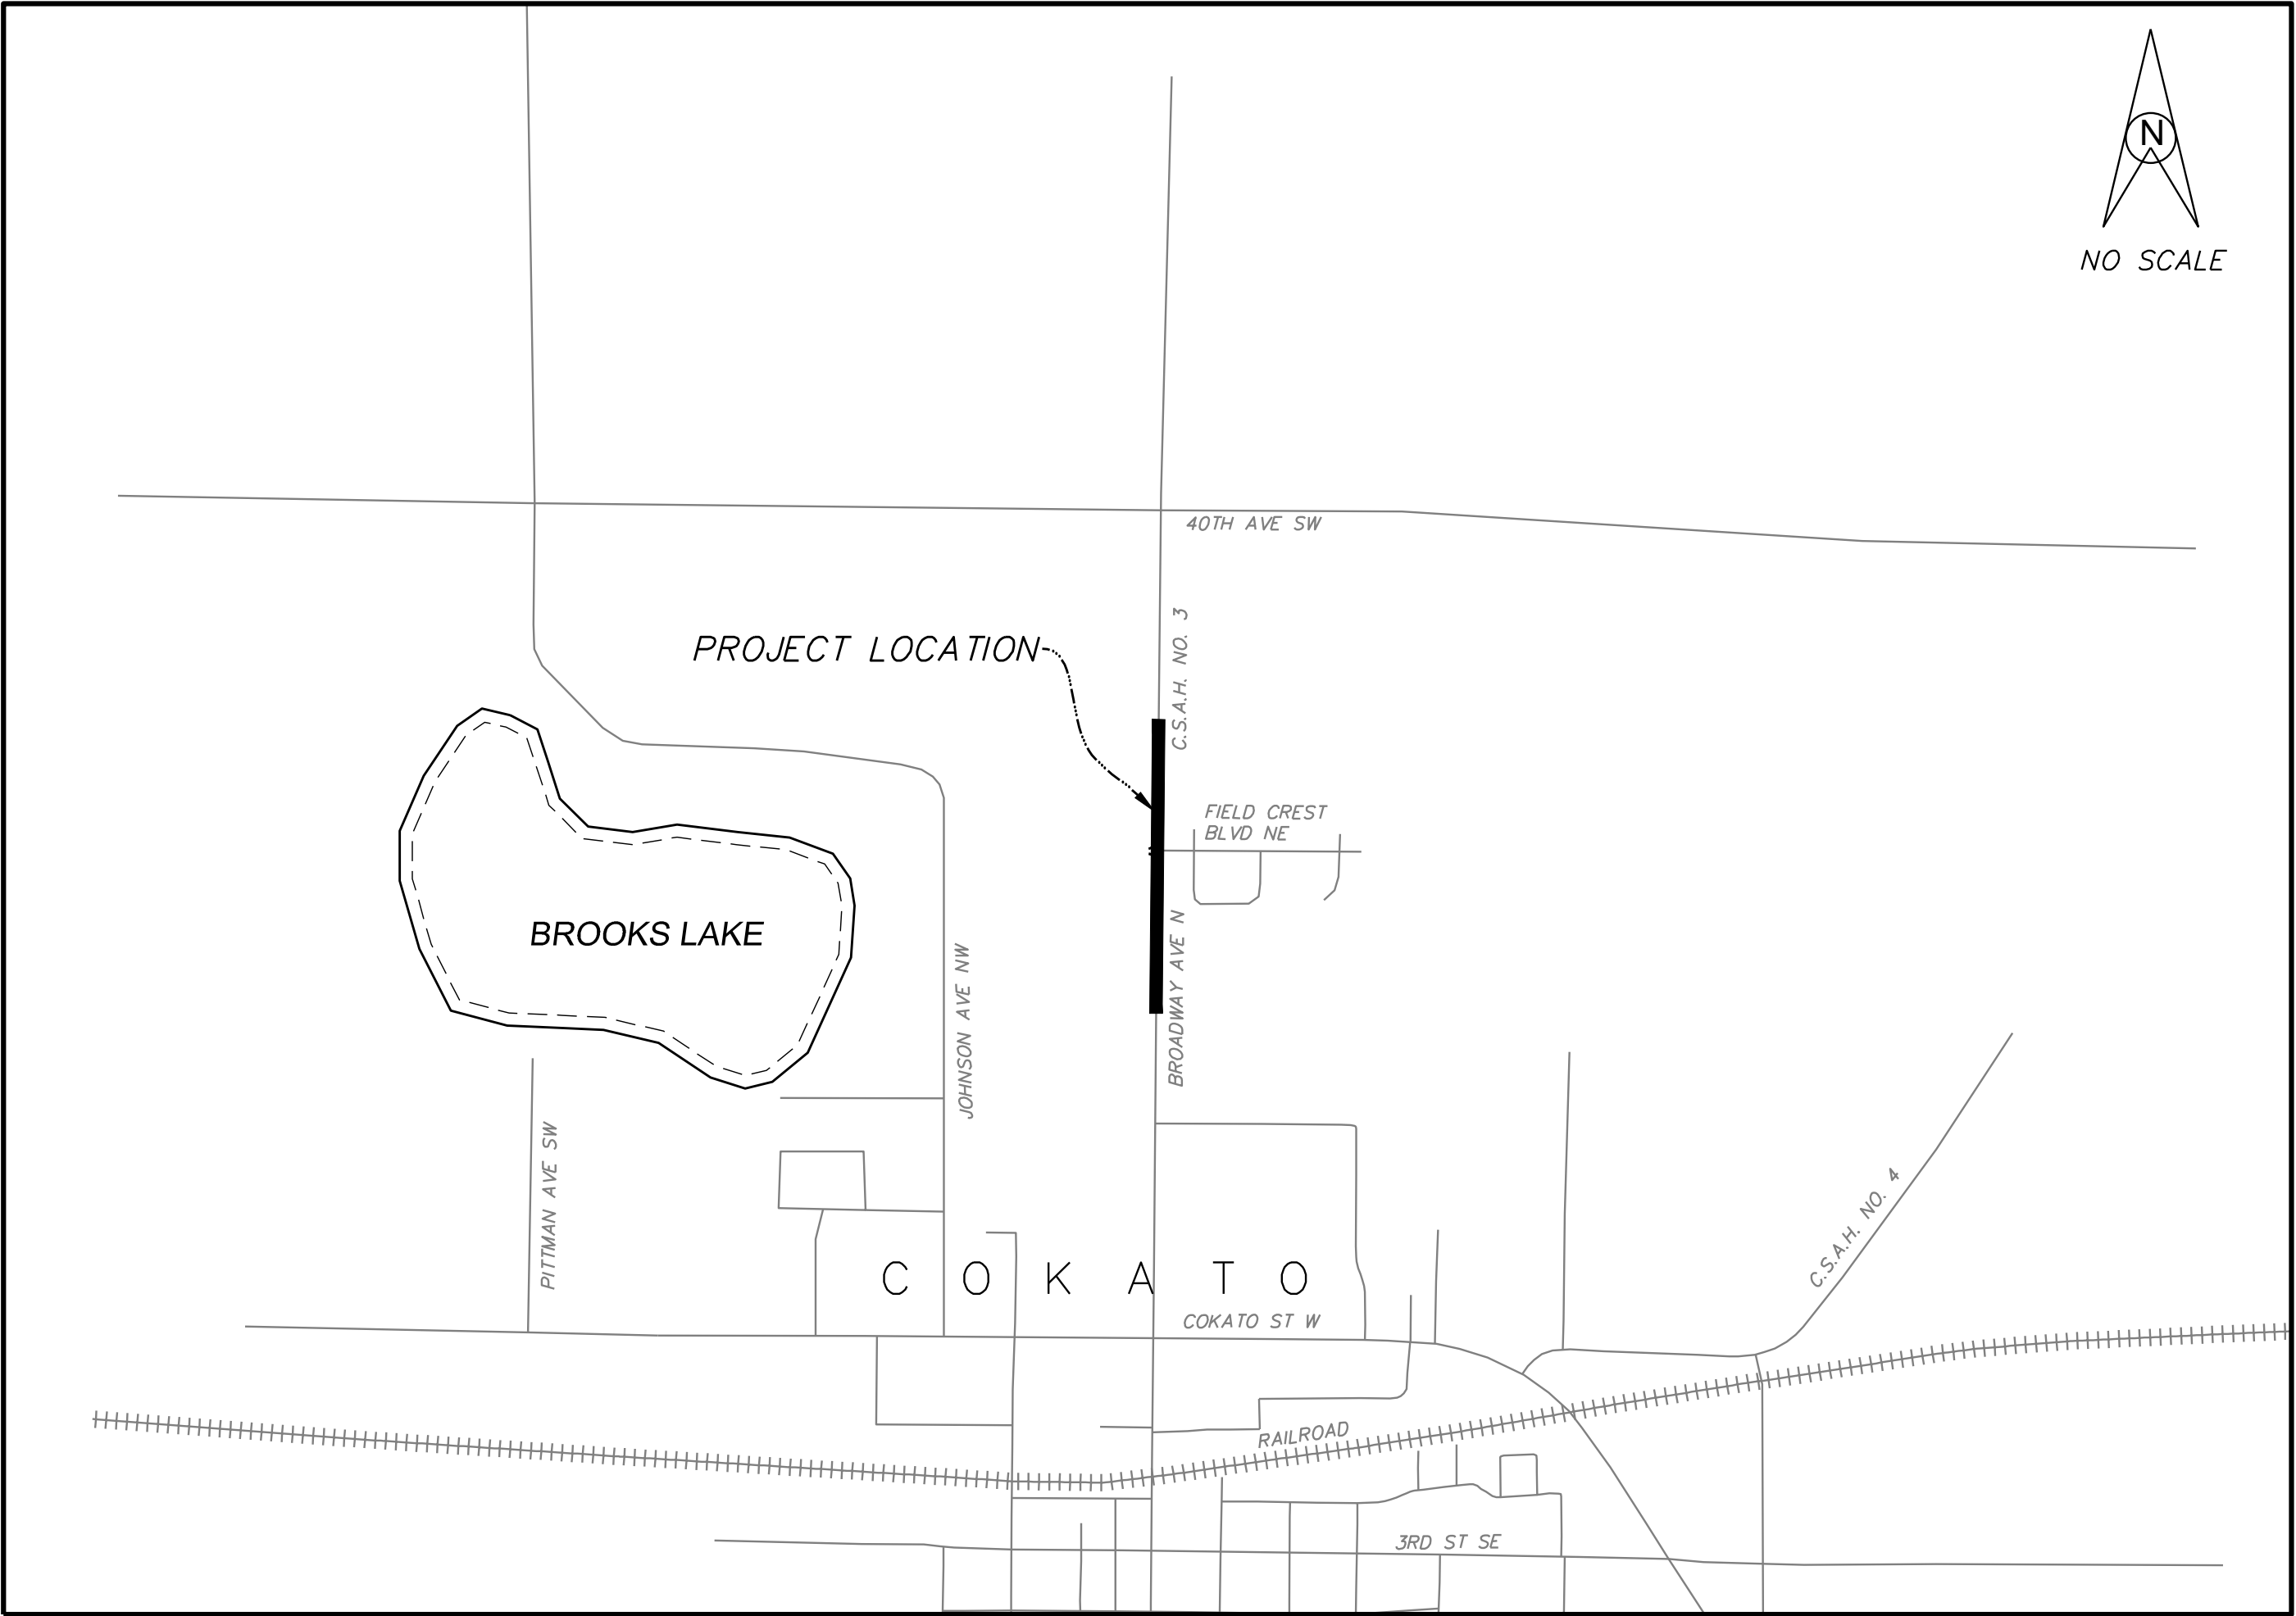 N
NO SCALE
40TH AVE SW
C.S.A.H. NO. 3
PROJECT LOCATION
FIELD CREST
BLVD NE
BROOKS LAKE
JOHNSON AVE NW
BROADWAY AVE N
PITTMAN AVE SW
C.S.A.H. NO. 4
COKATO
COKATO ST W
RAILROAD
3RD ST SE